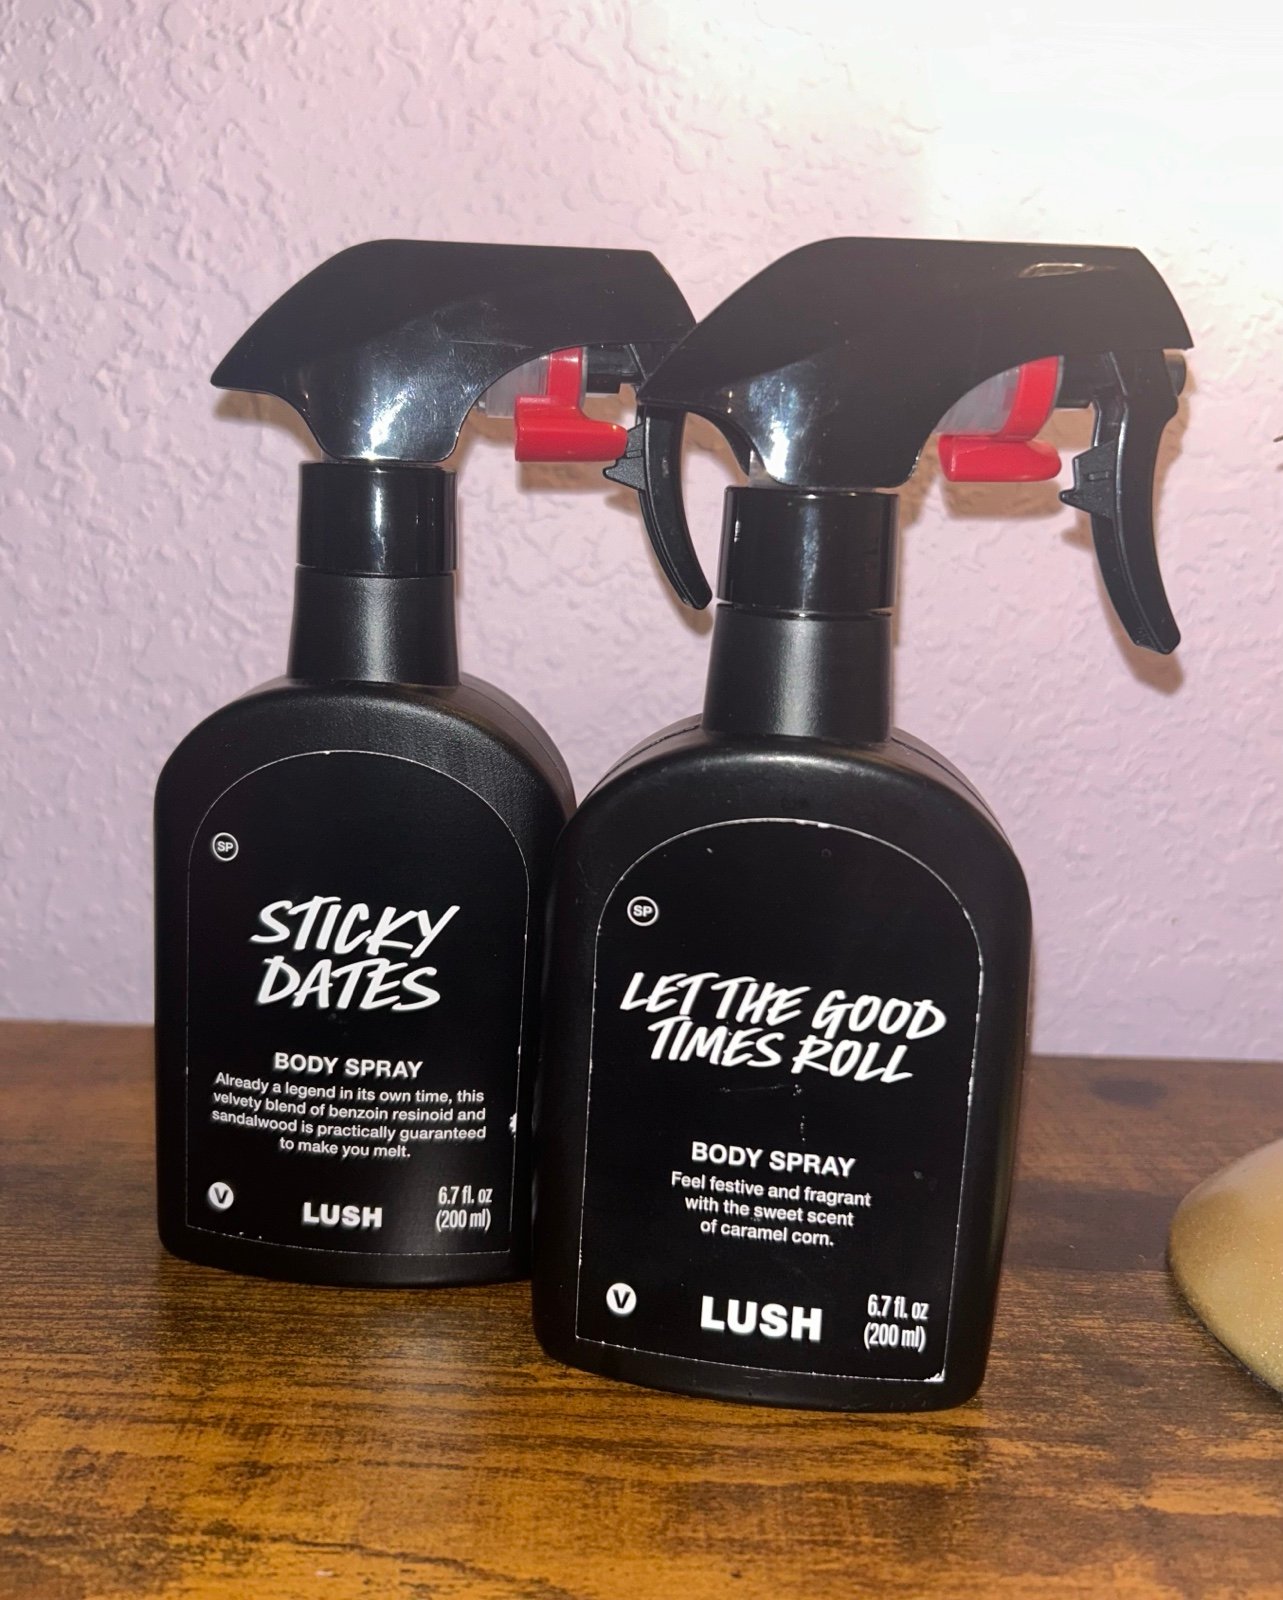 SP
STICKY
DATES
BODY SPRAY
Already a legend in its own time, this
velvety blend of benzoin resinoid and
sandalwood is practically guaranteed
to make you melt.
V
LUSH
6.7 fl. oz
(200 ml)
SP
LET THE GOOD
TIMES ROLL
BODY SPRAY
Feel festive and fragrant
with the sweet scent
of caramel corn.
V
LUSH
6.7 fl. oz
(200 ml)